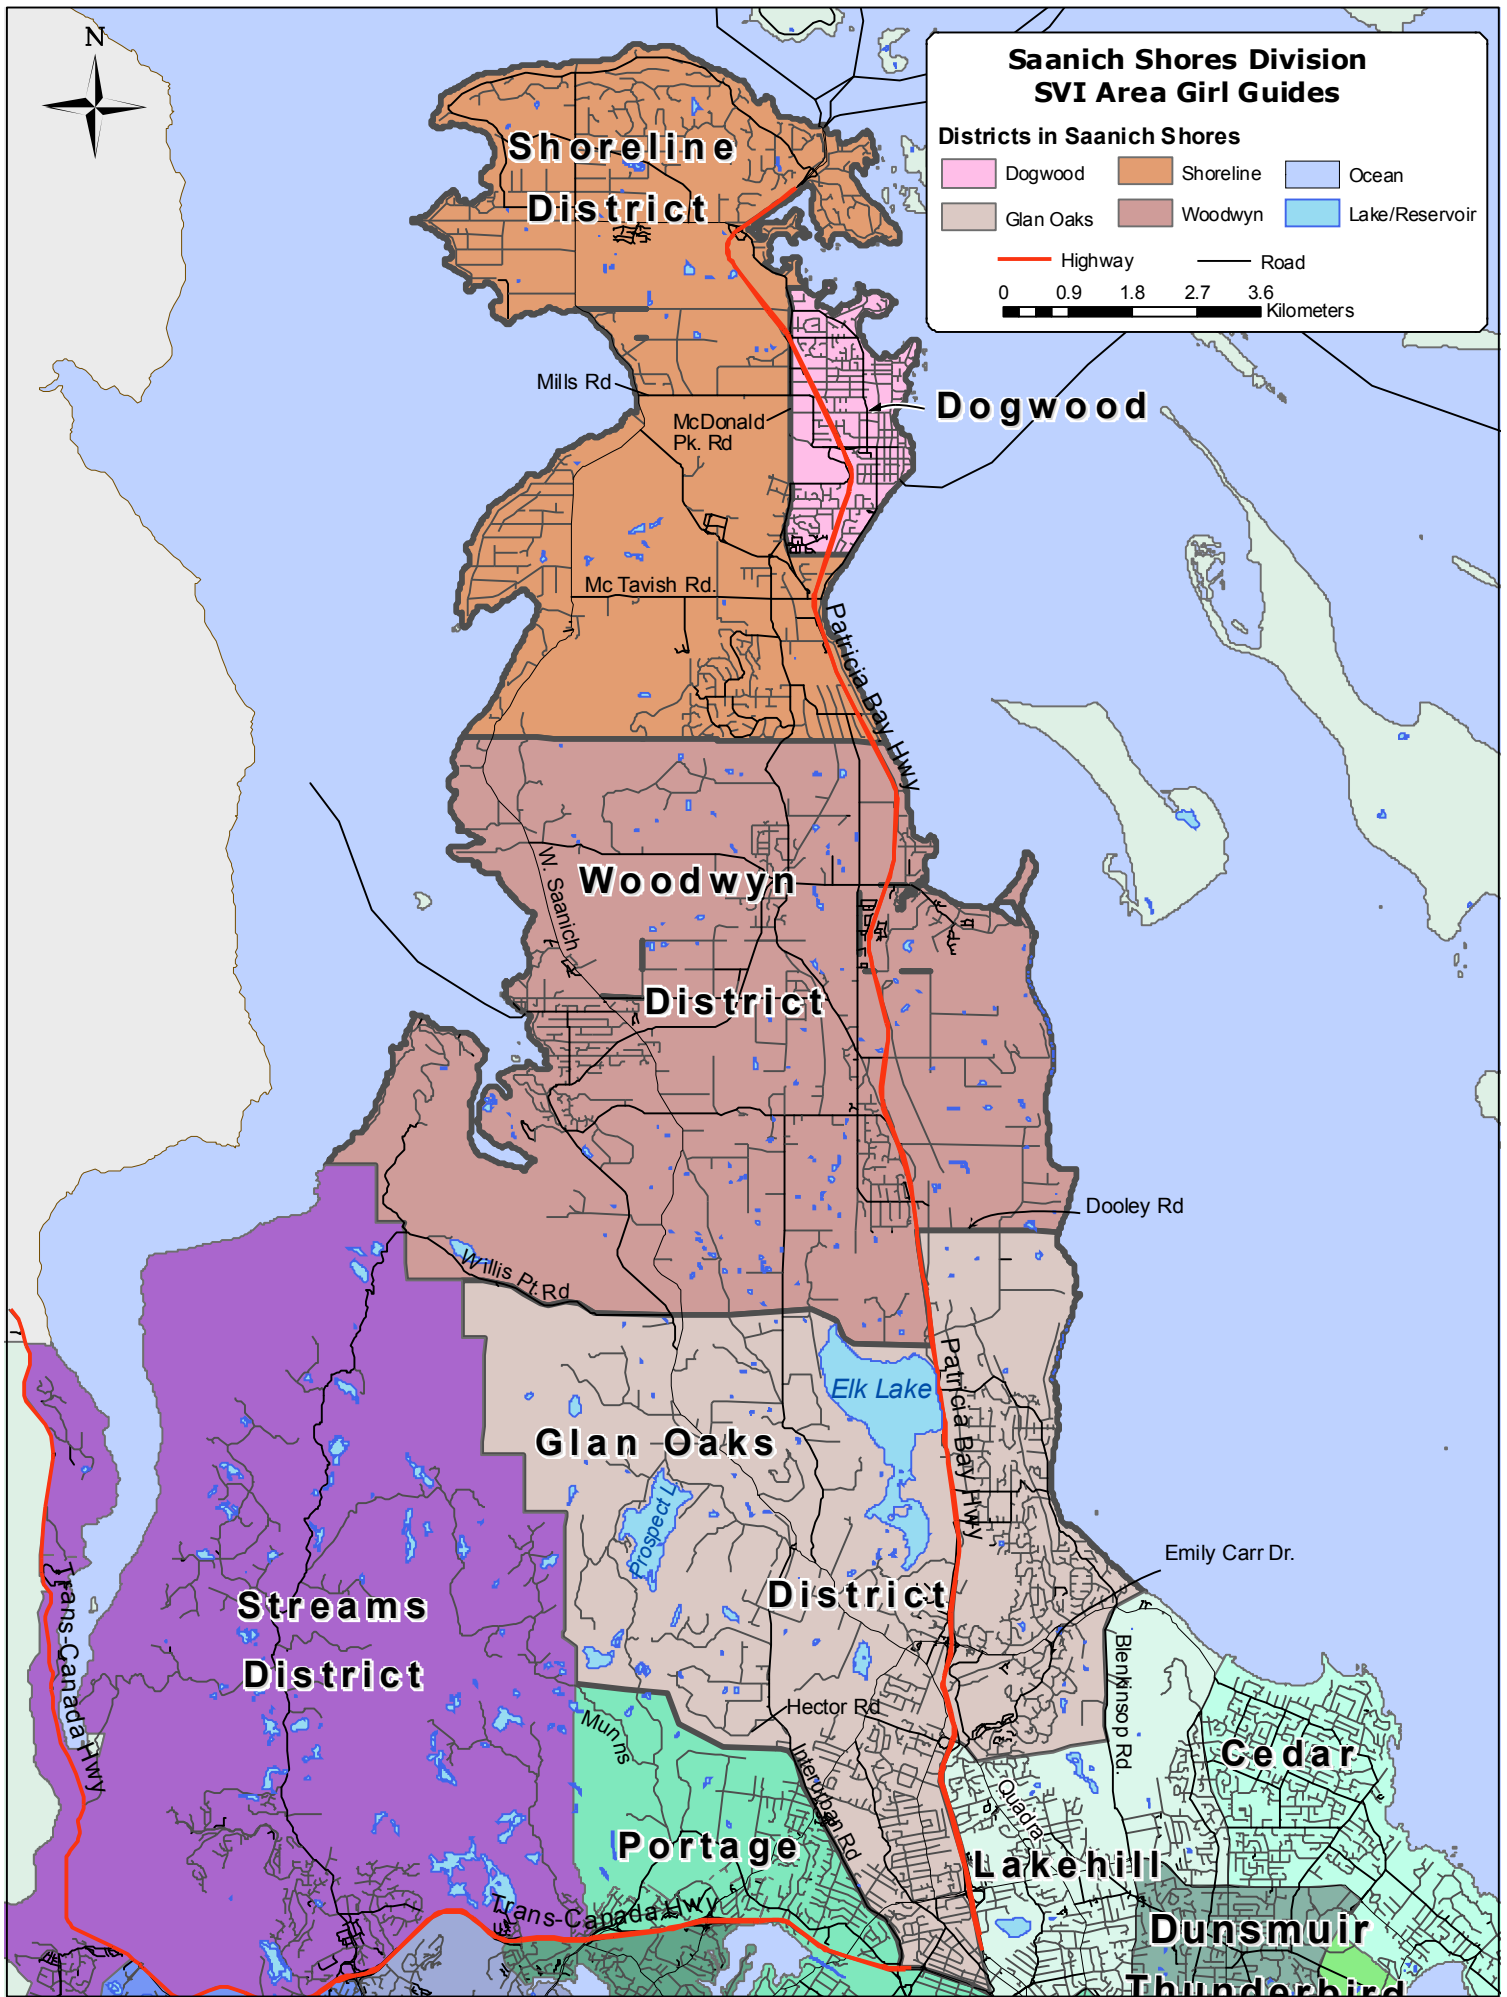 N
Saanich Shores Division
SVI Area Girl Guides
Districts in Saanich Shores
Dogwood
Shoreline
Ocean
Glan Oaks
Woodwyn
Lake/Reservoir
Highway
Road
0 0.9 1.8 2.7 3.6
Kilometers
Shoreline
District
Mills Rd
McDonald
Pk. Rd
Dogwood
Mc Tavish Rd.
Patricia Bay Hwy
W. Saanich
Woodwyn
District
Dooley Rd
Willis Pt. Rd
Elk Lake
Patricia Bay Hwy
Glan Oaks
Prospect L
District
Emily Carr Dr.
Streams
District
Trans-Canada Hwy
Hector Rd
Munns
Interurban Rd
Blenkinsop Rd.
Quadra
Cedar
Portage
Lakehill
Trans-Canada Hwy
Dunsmuir
Thunderbird